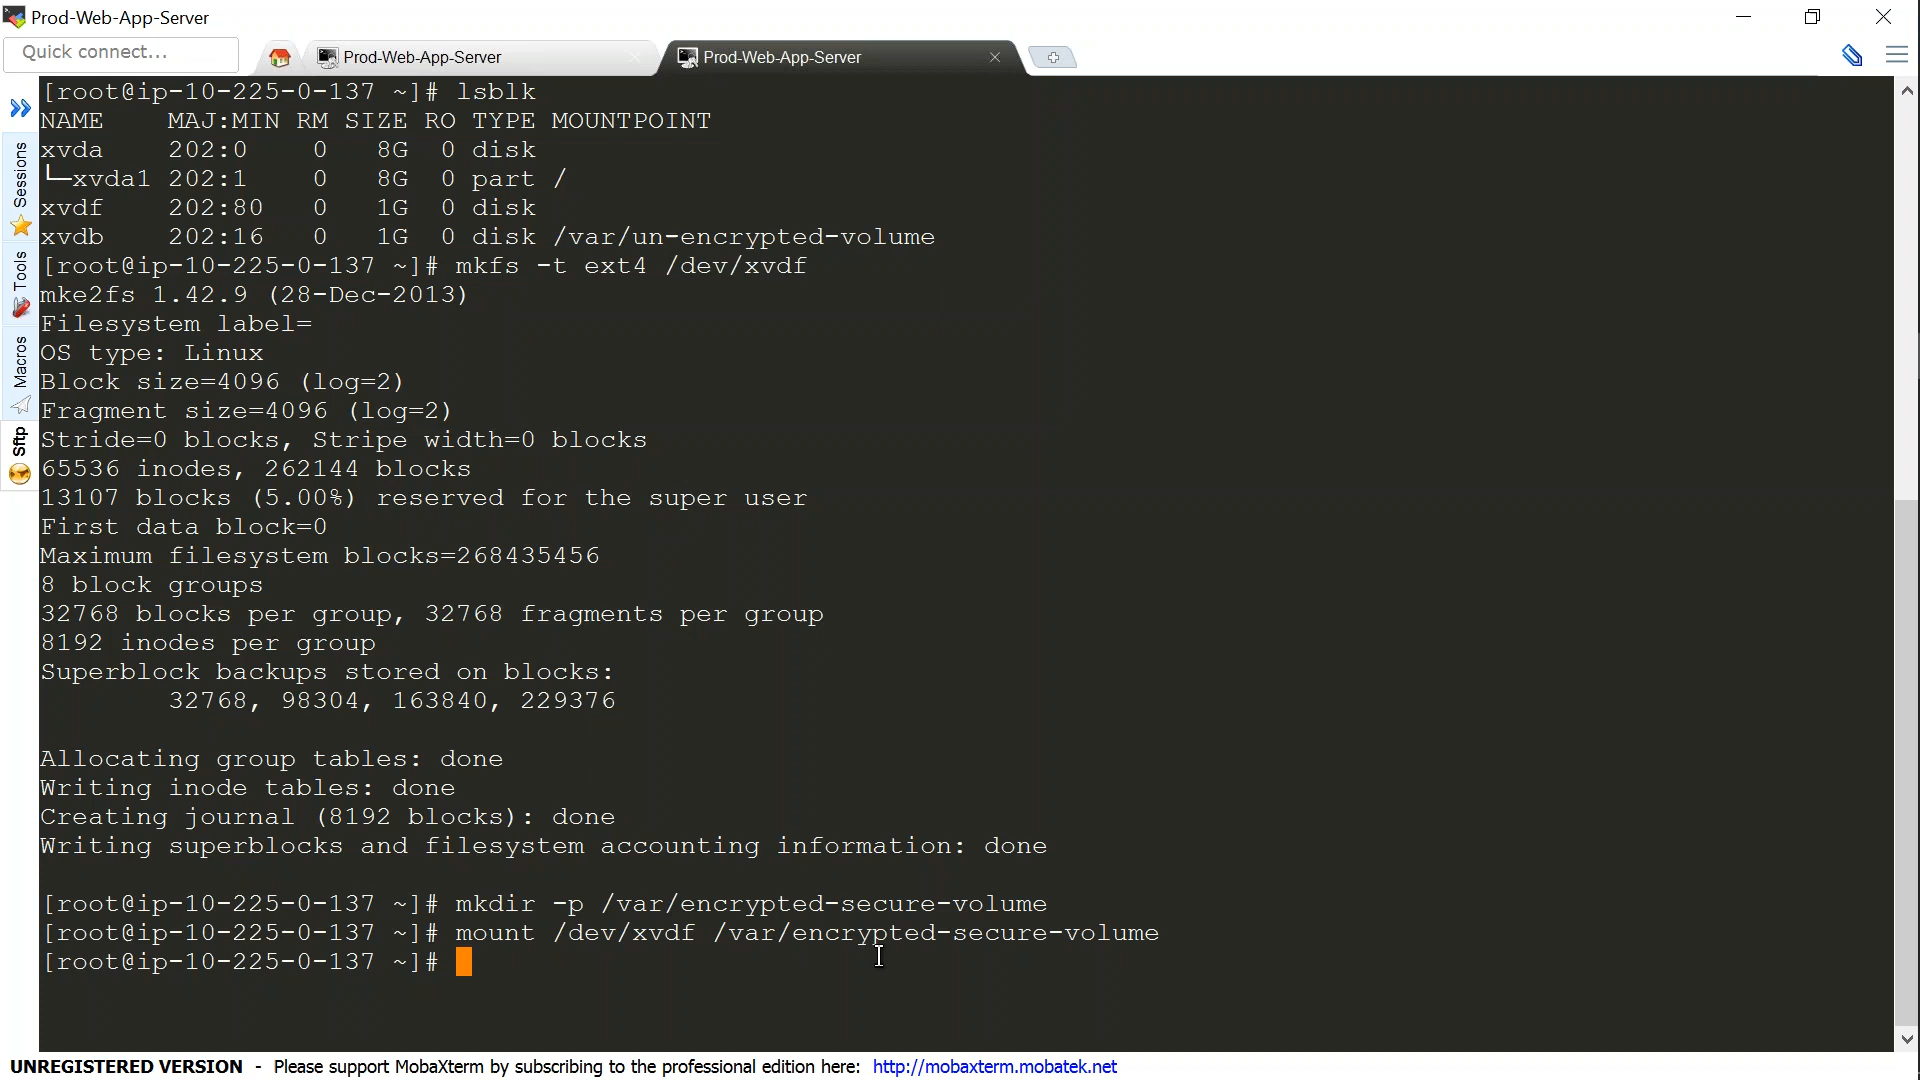 Prod-Web-App-Server
Quick connect...
Prod-Web-App-Server
Prod-Web-App-Server
Sessions
Tools
Macros
Sftp
[root@ip-10-225-0-137 ~]# lsblk
NAME    MAJ:MIN RM SIZE RO TYPE MOUNTPOINT
xvda    202:0    0   8G  0 disk
└─xvda1 202:1    0   8G  0 part /
xvdf    202:80   0   1G  0 disk
xvdb    202:16   0   1G  0 disk /var/un-encrypted-volume
[root@ip-10-225-0-137 ~]# mkfs -t ext4 /dev/xvdf
mke2fs 1.42.9 (28-Dec-2013)
Filesystem label=
OS type: Linux
Block size=4096 (log=2)
Fragment size=4096 (log=2)
Stride=0 blocks, Stripe width=0 blocks
65536 inodes, 262144 blocks
13107 blocks (5.00%) reserved for the super user
First data block=0
Maximum filesystem blocks=268435456
8 block groups
32768 blocks per group, 32768 fragments per group
8192 inodes per group
Superblock backups stored on blocks:
        32768, 98304, 163840, 229376
Allocating group tables: done
Writing inode tables: done
Creating journal (8192 blocks): done
Writing superblocks and filesystem accounting information: done
[root@ip-10-225-0-137 ~]# mkdir -p /var/encrypted-secure-volume
[root@ip-10-225-0-137 ~]# mount /dev/xvdf /var/encrypted-secure-volume
[root@ip-10-225-0-137 ~]#
UNREGISTERED VERSION - Please support MobaXterm by subscribing to the professional edition here: http://mobaxterm.mobatek.net